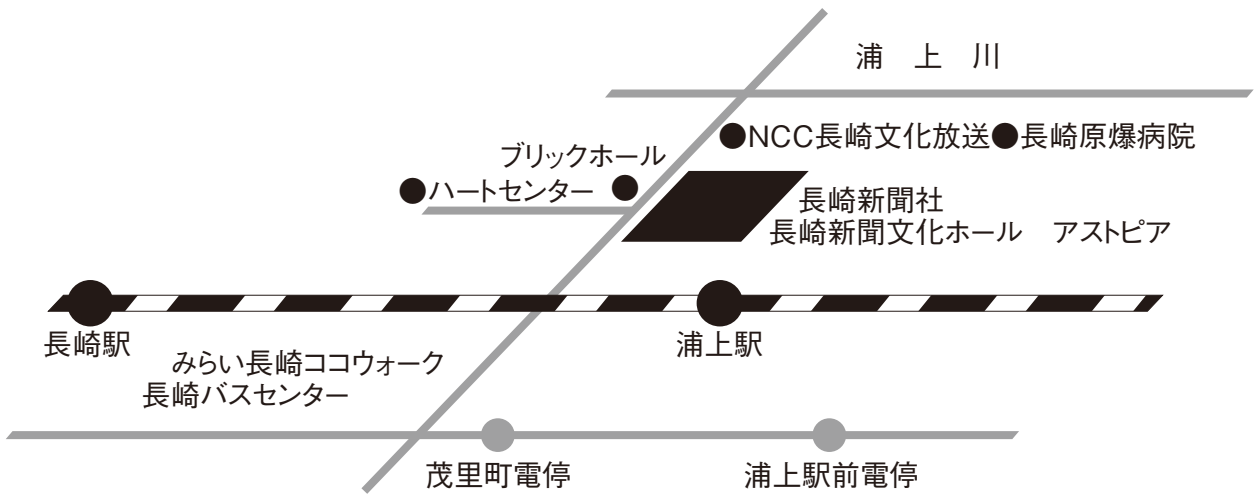 浦　上　川
●NCC長崎文化放送●長崎原爆病院
ブリックホール
●ハートセンター
長崎新聞社
長崎新聞文化ホール　アストピア
長崎駅
浦上駅
みらい長崎ココウォーク
長崎バスセンター
茂里町電停
浦上駅前電停